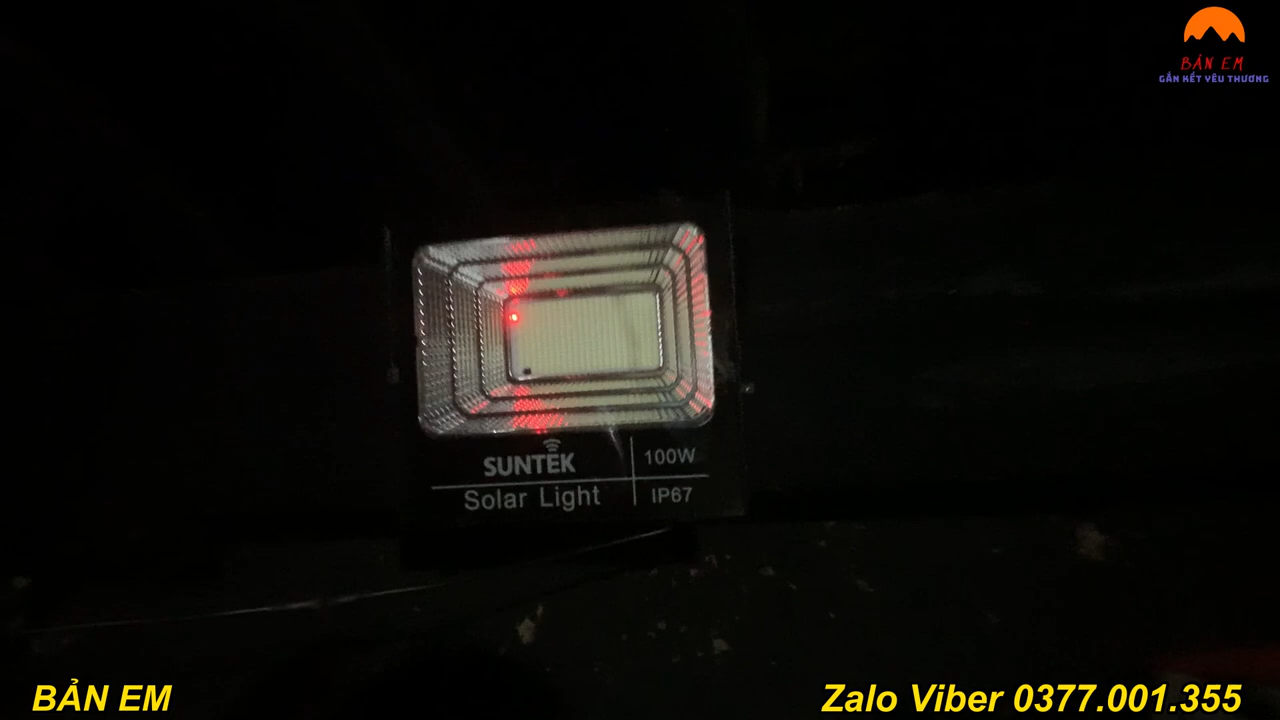 BẢN EM
GẮN KẾT YÊU THƯƠNG
SUNTEK
100W
Solar Light
IP67
BẢN EM
Zalo Viber 0377.001.355